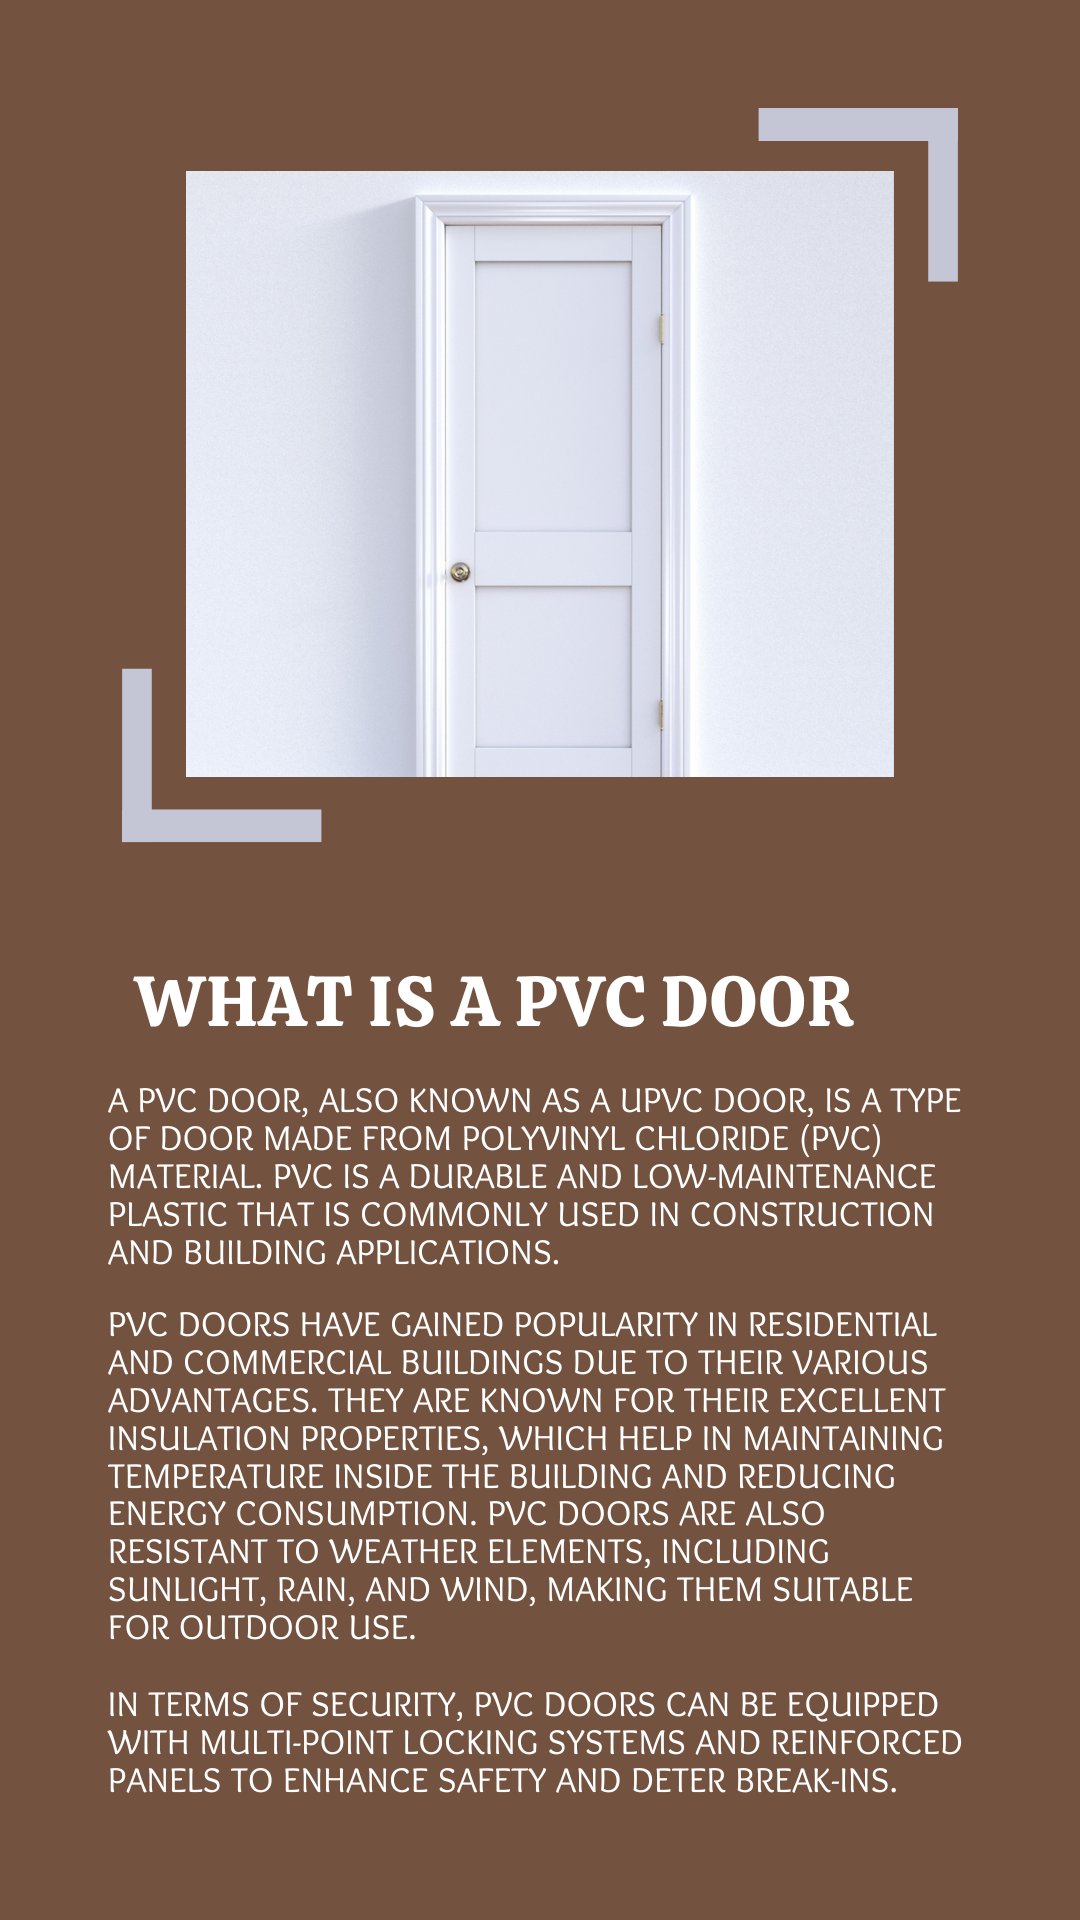 WHAT IS A PVC DOOR
A PVC DOOR, ALSO KNOWN AS A UPVC DOOR, IS A TYPE
OF DOOR MADE FROM POLYVINYL CHLORIDE (PVC)
MATERIAL. PVC IS A DURABLE AND LOW-MAINTENANCE
PLASTIC THAT IS COMMONLY USED IN CONSTRUCTION
AND BUILDING APPLICATIONS.
PVC DOORS HAVE GAINED POPULARITY IN RESIDENTIAL
AND COMMERCIAL BUILDINGS DUE TO THEIR VARIOUS
ADVANTAGES. THEY ARE KNOWN FOR THEIR EXCELLENT
INSULATION PROPERTIES, WHICH HELP IN MAINTAINING
TEMPERATURE INSIDE THE BUILDING AND REDUCING
ENERGY CONSUMPTION. PVC DOORS ARE ALSO
RESISTANT TO WEATHER ELEMENTS, INCLUDING
SUNLIGHT, RAIN, AND WIND, MAKING THEM SUITABLE
FOR OUTDOOR USE.
IN TERMS OF SECURITY, PVC DOORS CAN BE EQUIPPED
WITH MULTI-POINT LOCKING SYSTEMS AND REINFORCED
PANELS TO ENHANCE SAFETY AND DETER BREAK-INS.